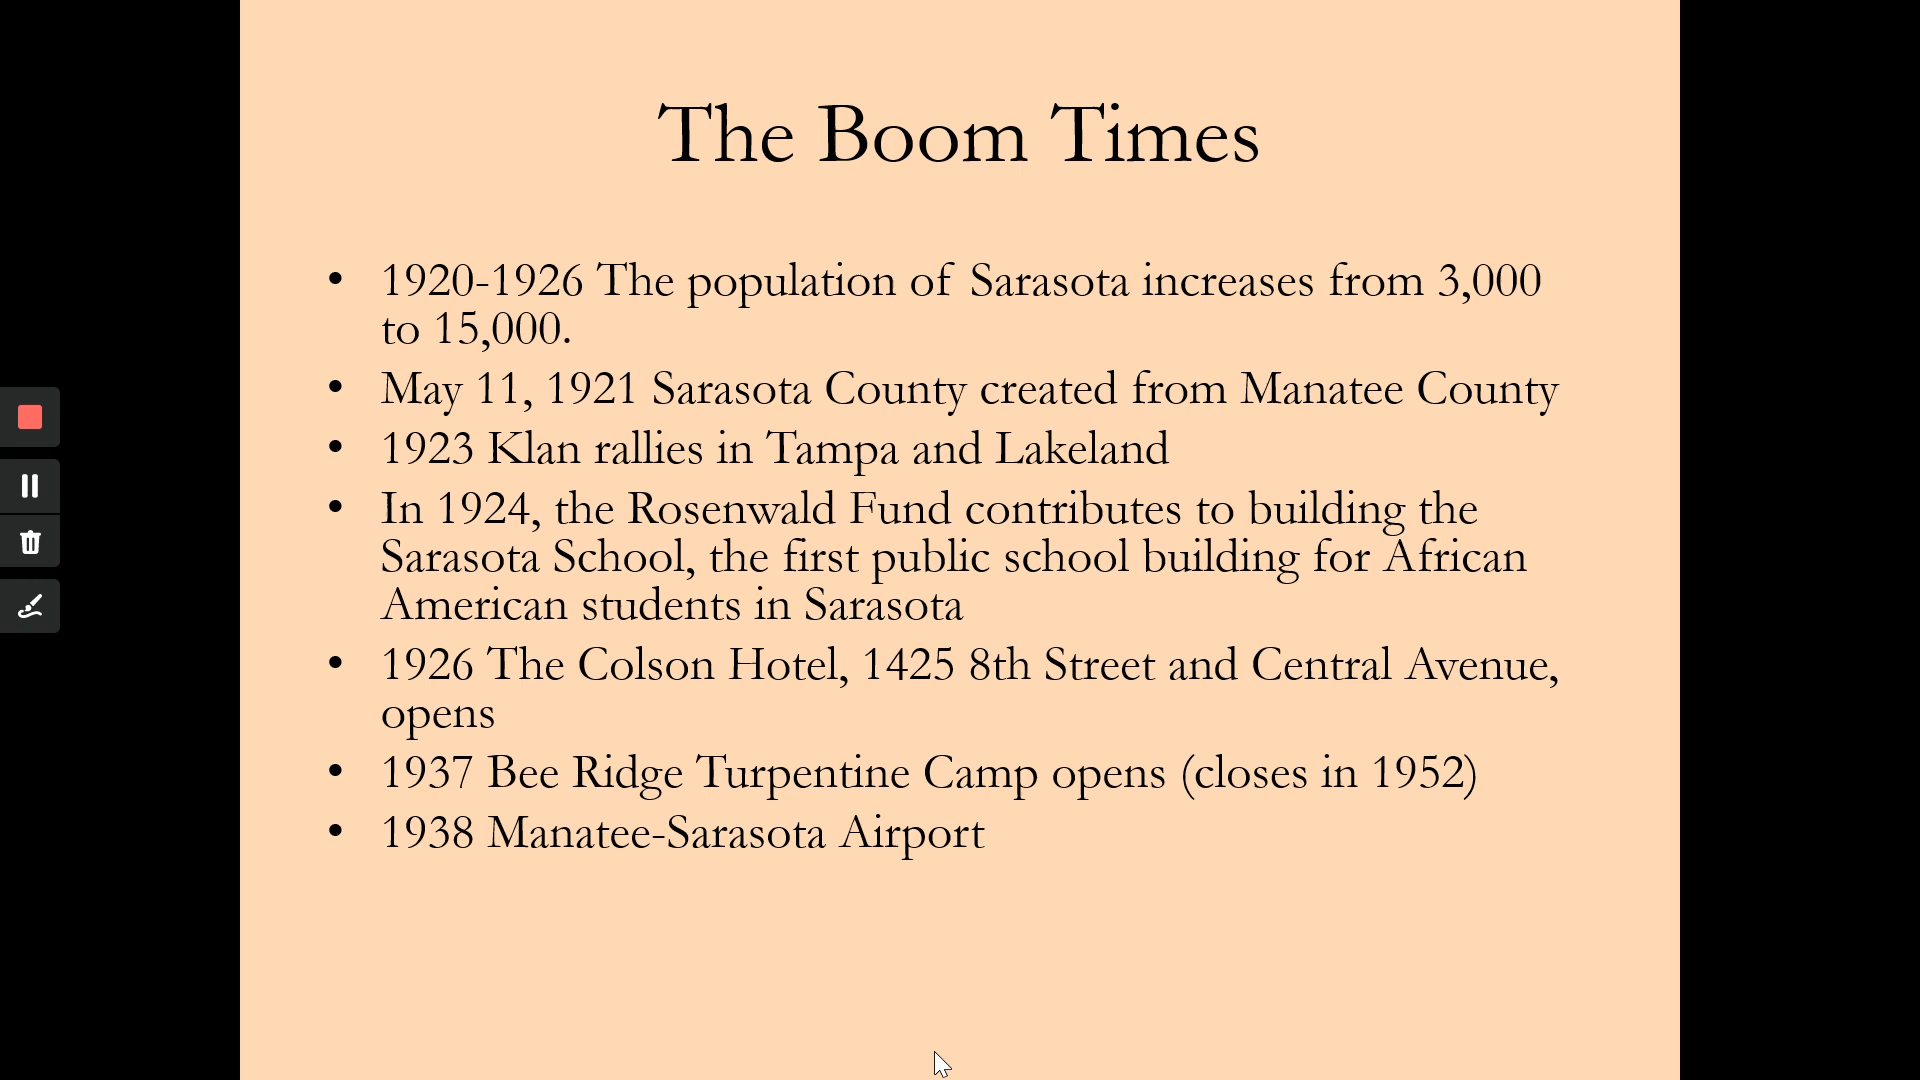 The Boom Times
• 1920-1926 The population of Sarasota increases from 3,000
to 15,000.
• May 11, 1921 Sarasota County created from Manatee County
• 1923 Klan rallies in Tampa and Lakeland
• In 1924, the Rosenwald Fund contributes to building the
Sarasota School, the first public school building for African
American students in Sarasota
• 1926 The Colson Hotel, 1425 8th Street and Central Avenue,
opens
• 1937 Bee Ridge Turpentine Camp opens (closes in 1952)
• 1938 Manatee-Sarasota Airport